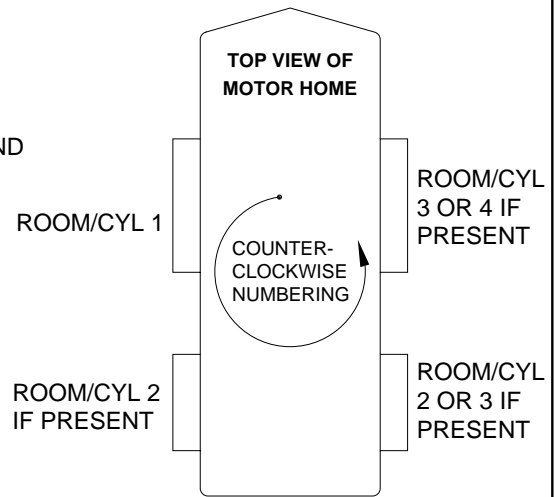 TOP VIEW OF
MOTOR HOME
ND
ROOM/CYL 1
ROOM/CYL
3 OR 4 IF
PRESENT
COUNTER-
CLOCKWISE
NUMBERING
ROOM/CYL 2
IF PRESENT
ROOM/CYL
2 OR 3 IF
PRESENT